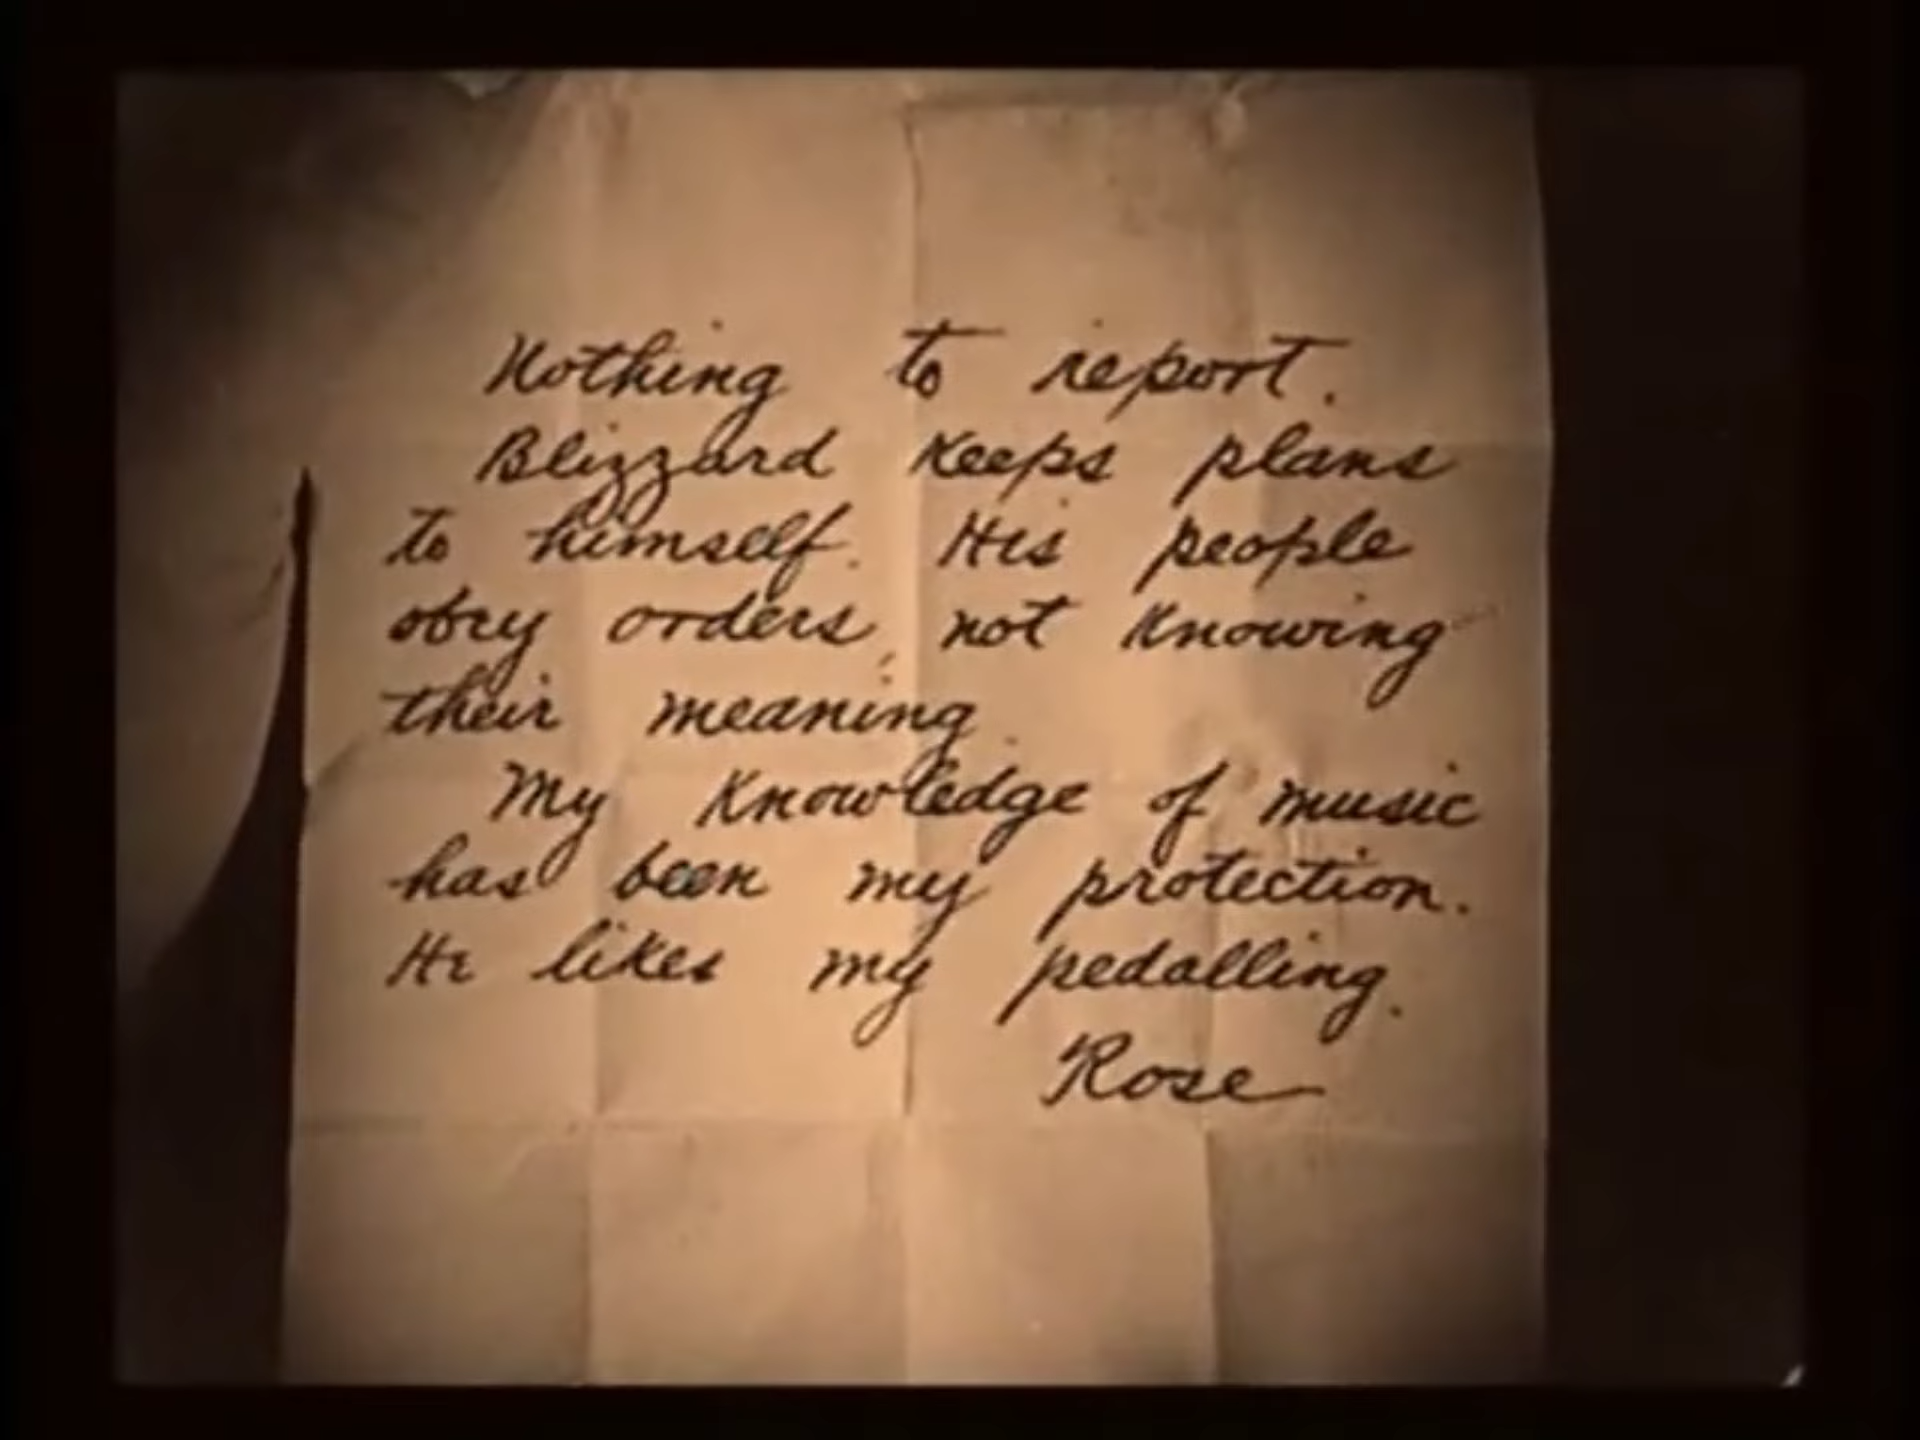 Nothing to report.
Blizzard keeps plans
to himself. His people
obey orders, not knowing
their meaning.
My knowledge of music
has been my protection.
He likes my pedalling.
Rose